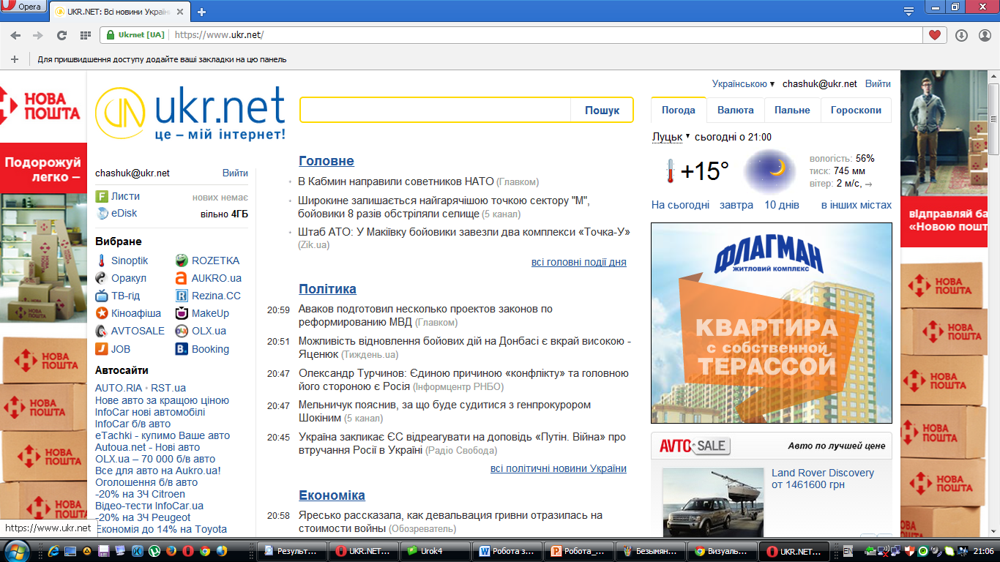 Opera
UKR.NET: Всі новини Україн
Ukrnet [UA]
https://www.ukr.net/
Для пришвидшення доступу додайте ваші закладки на цю панель
НОВА
ПОШТА
Подорожуй
легко –
ukr.net
це – мій інтернет!
Пошук
Українською ▾ chashuk@ukr.net Вийти
Погода Валюта Пальне Гороскопи
Луцьк ▾ сьогодні о 21:00
+15°
вологість: 56%
тиск: 745 мм
вітер: 2 м/с, →
На сьогодні завтра 10 днів в інших містах
chashuk@ukr.net Вийти
Листи нових немає
eDisk вільно 4ГБ
Вибране
Sinoptik ROZETKA
Оракул AUKRO.ua
ТВ-гід Rezina.CC
Кіноафіша MakeUp
AVTOSALE OLX.ua
JOB Booking
Автосайти
AUTO.RIA • RST.ua
Нове авто за кращою ціною
InfoCar нові автомобілі
InfoCar б/в авто
eTachki - купимо Ваше авто
Autoua.net - Нові авто
OLX.ua – 70 000 б/в авто
Все для авто на Aukro.ua!
Оголошення б/в авто
-20% на ЗЧ Citroen
Відео-тести InfoCar.ua
-20% на ЗЧ Peugeot
Економія до 14% на Toyota
https://www.ukr.net
Головне
В Кабмин направили советников НАТО (Главком)
Широкине залишається найгарячішою точкою сектору "М",
бойовики 8 разів обстріляли селище (5 канал)
Штаб АТО: У Макіївку бойовики завезли два комплекси «Точка-У»
(Zik.ua)
всі головні події дня
Політика
20:59 Аваков подготовил несколько проектов законов по
реформированию МВД (Главком)
20:51 Можливість відновлення бойових дій на Донбасі є вкрай високою -
Яценюк (Тиждень.ua)
20:47 Олександр Турчинов: Єдиною причиною «конфлікту» та головною
його стороною є Росія (Інформцентр РНБО)
20:47 Мельничук пояснив, за що буде судитися з генпрокурором
Шокіним (5 канал)
20:45 Україна закликає ЄС відреагувати на доповідь «Путін. Війна» про
втручання Росії в Україні (Радіо Свобода)
всі політичні новини України
Економіка
20:58 Яресько рассказала, как девальвация гривни отразилась на
стоимости войны (Обозреватель)
ФЛАГМАН
ЖИТЛОВИЙ КОМПЛЕКС
КВАРТИРА
с собственной
ТЕРАССОЙ
AVTO SALE Авто по лучшей цене
Land Rover Discovery
от 1461600 грн
відправляй ба
«Новою пошт
НОВА
ПОШТА
НОВА
ПОШТА
НОВА
ПОШТА
НОВА
ПОШТА
НОВА
ПОШТА
НОВА
ПОШТА
НОВА
ПОШТА
НОВА
ПОШТА
Результ... UKR.NET... Urok4 Робота з... Робота_... Безымян... Визуаль... UKR.NET... EN 21:06